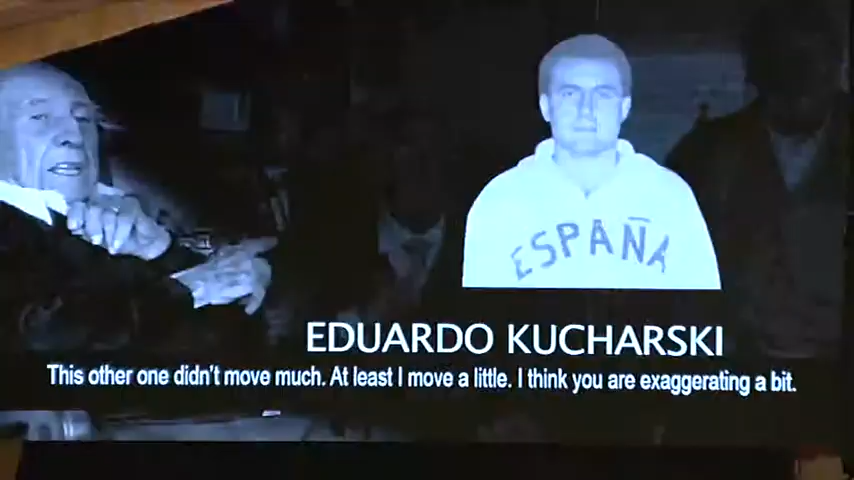 ESPAÑA
EDUARDO KUCHARSKI
This other one didn't move much. At least I move a little. I think you are exaggerating a bit.